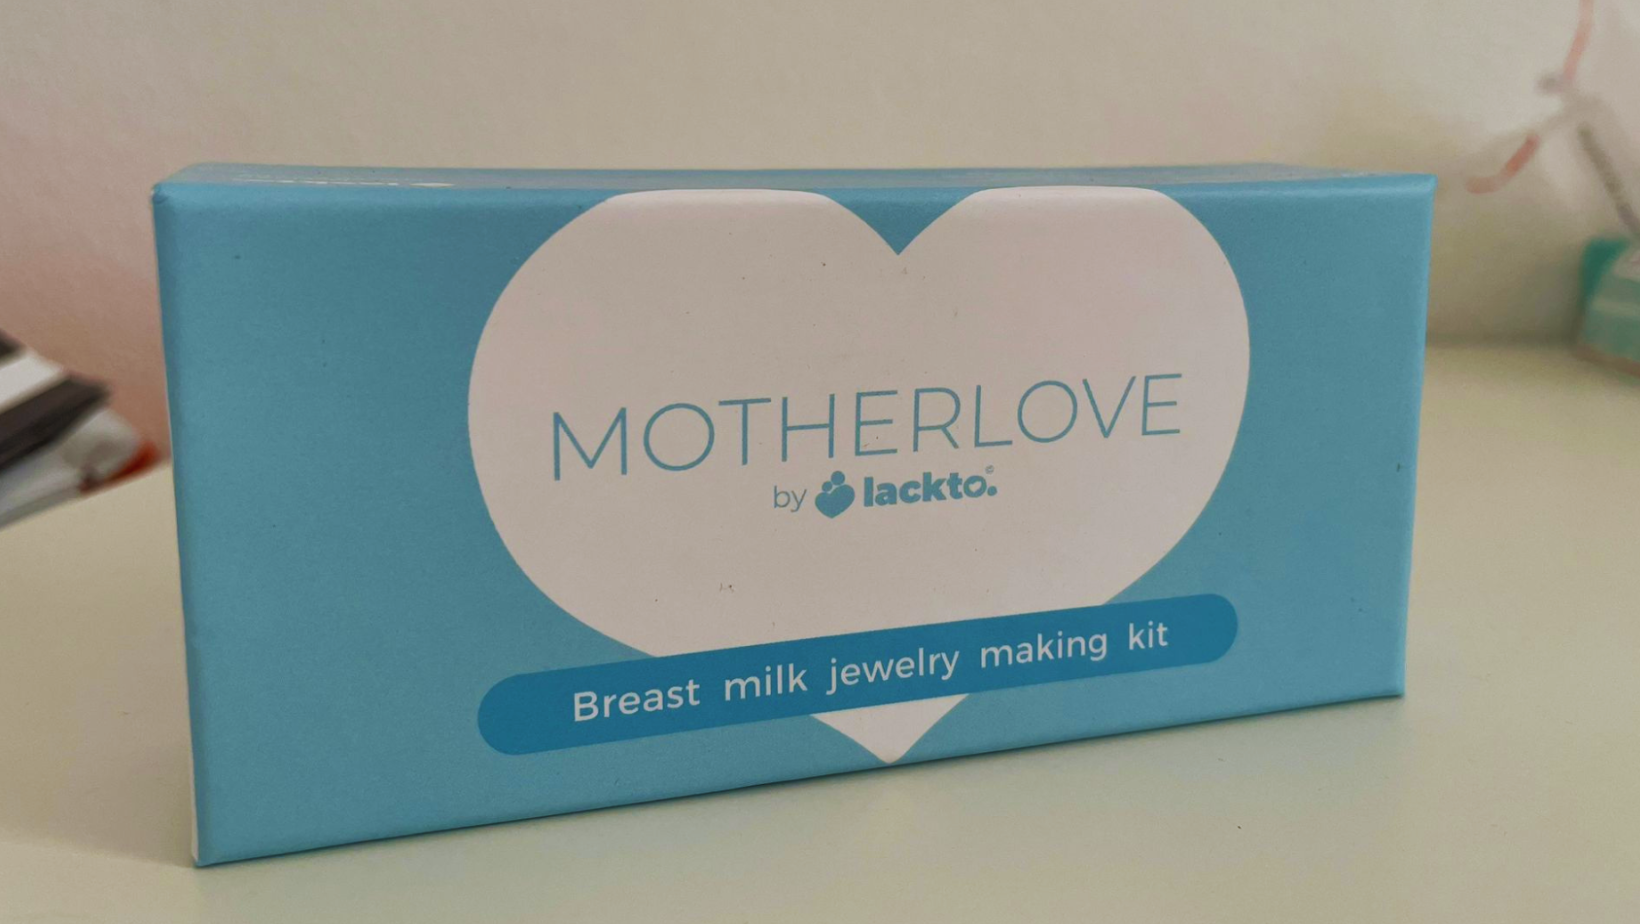 MOTHERLOVE
by lackto.
Breast milk jewelry making kit